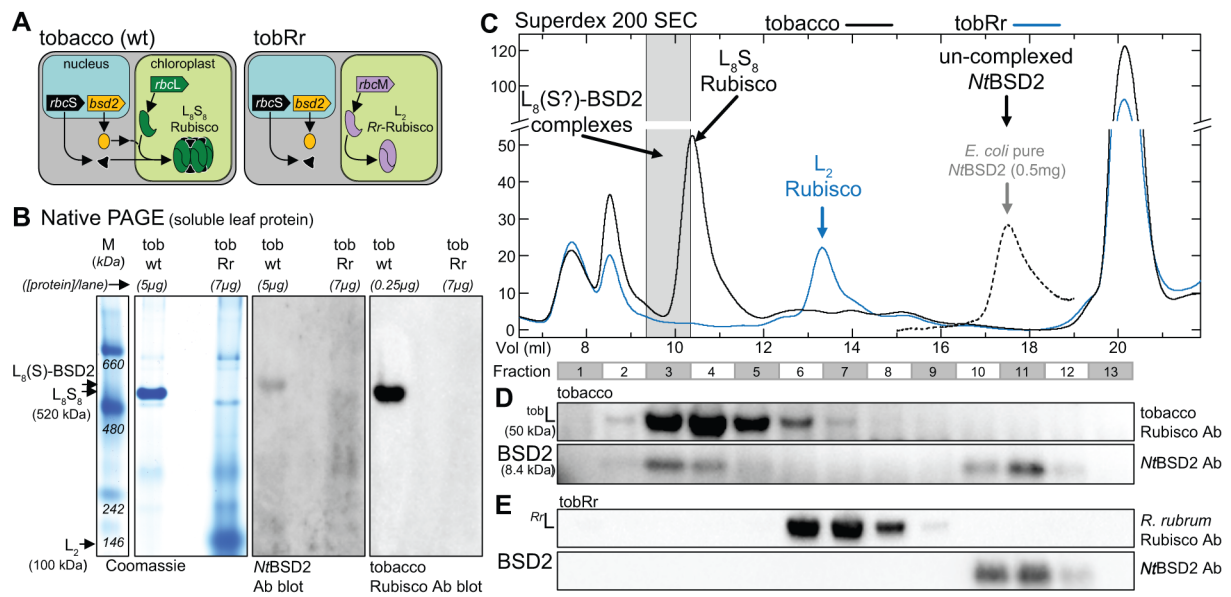 A
tobacco (wt)
tobRr
nucleus
chloroplast
rbcL
rbcS
bsd2
L8S8
Rubisco
rbcM
rbcS
bsd2
L2
Rr-Rubisco
B Native PAGE (soluble leaf protein)
M
(kDa)
tob
wt
tob
Rr
tob
wt
tob
Rr
tob
wt
tob
Rr
([protein]/lane)
(5µg)
(7µg)
(5µg)
(7µg)
(0.25µg)
(7µg)
L8(S)-BSD2
L8S8
(520 kDa)
L2
(100 kDa)
660
480
242
146
Coomassie
NtBSD2
Ab blot
tobacco
Rubisco Ab blot
C
Superdex 200 SEC
tobacco
tobRr
120
100
80
60
50
40
30
20
10
0
L8(S?)-BSD2
complexes
L8S8
Rubisco
L2
Rubisco
un-complexed
NtBSD2
E. coli pure
NtBSD2 (0.5mg)
Vol (ml)
8
10
12
14
16
18
20
Fraction
1 2 3 4 5 6 7 8 9 10 11 12 13
D
tobacco
tobL
(50 kDa)
tobacco
Rubisco Ab
BSD2
(8.4 kDa)
NtBSD2 Ab
E
tobRr
RrL
R. rubrum
Rubisco Ab
BSD2
NtBSD2 Ab